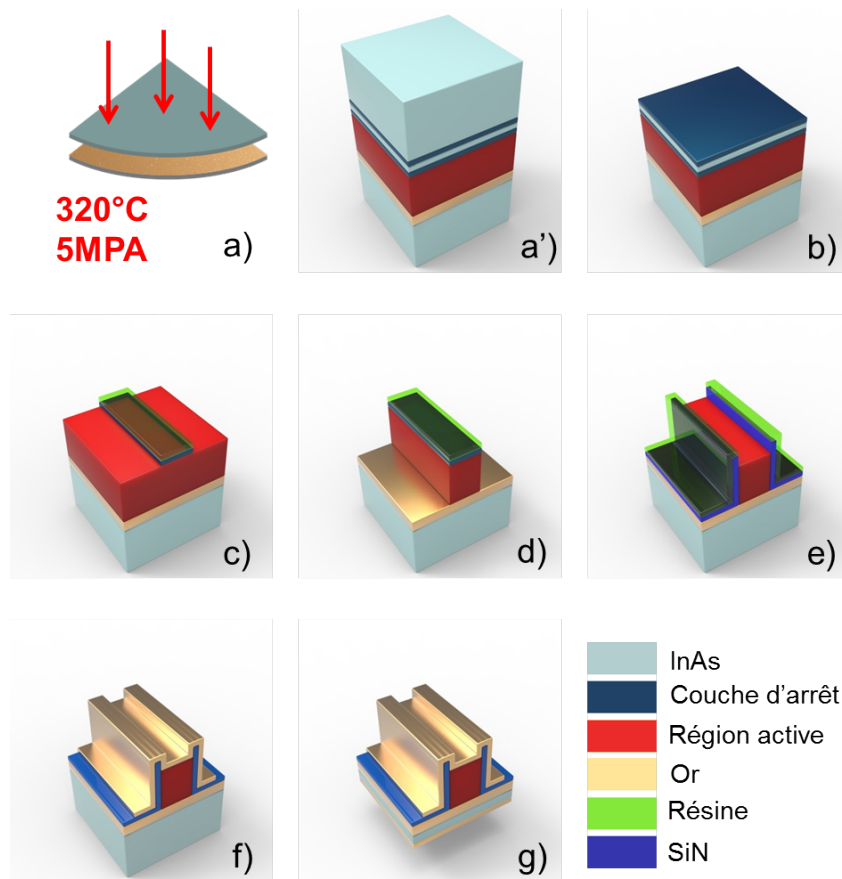 320°C
5MPA
a)
a’)
b)
c)
d)
e)
f)
g)
InAs
Couche d’arrêt
Région active
Or
Résine
SiN